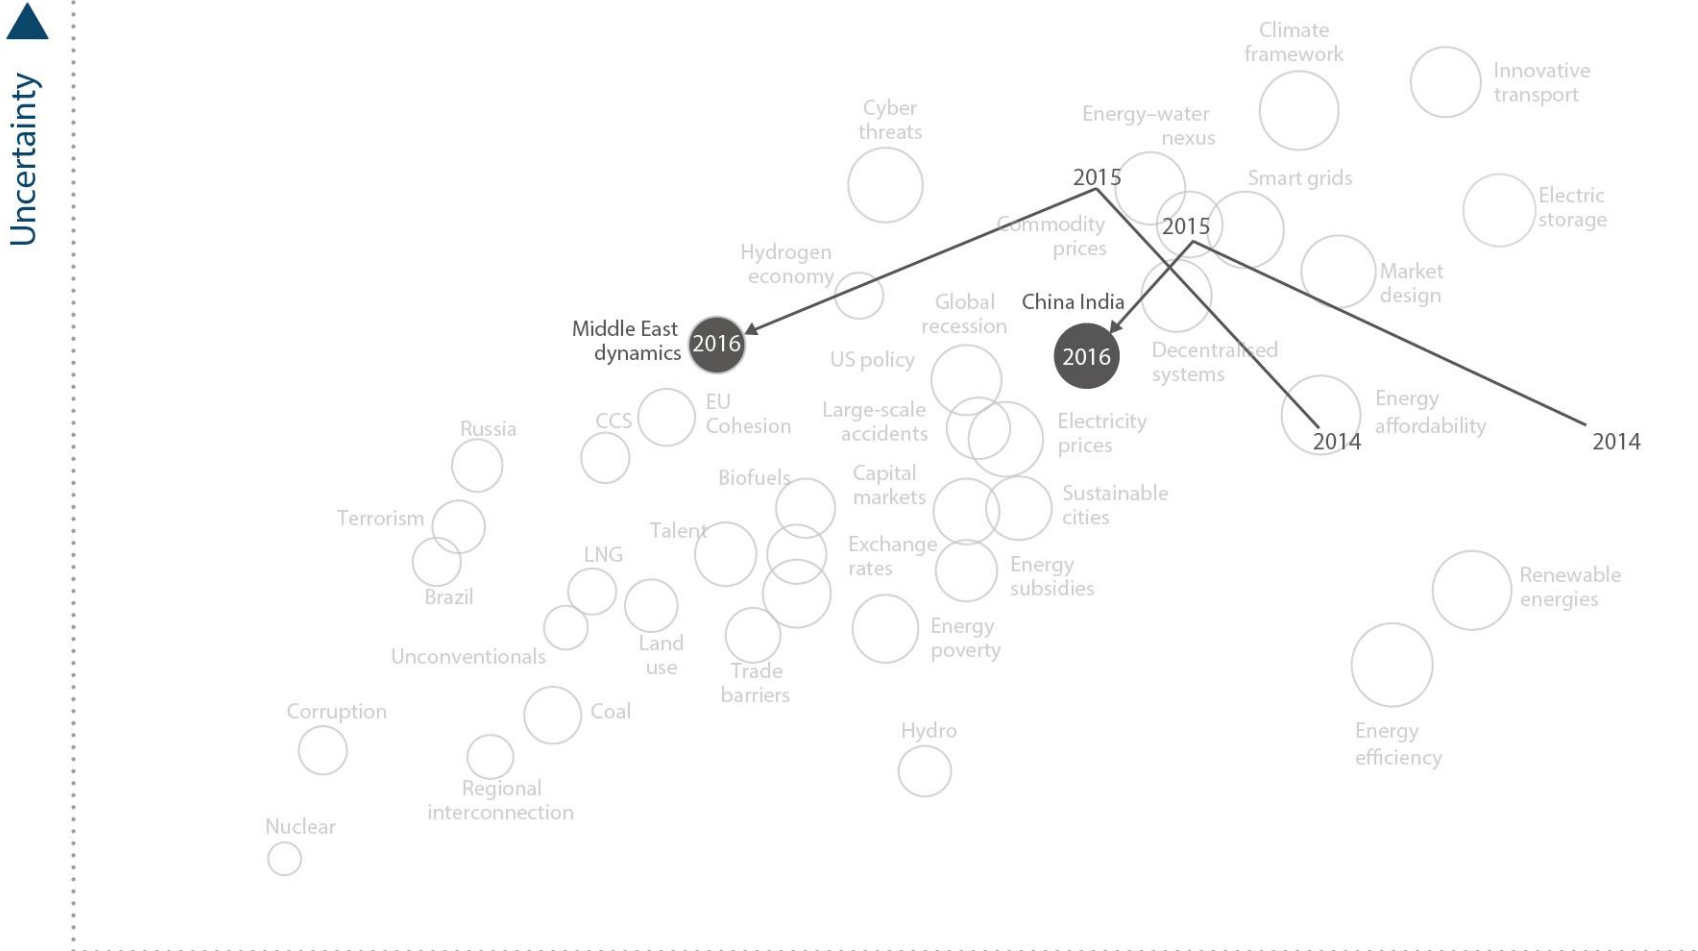 Uncertainty
Climate
framework
Innovative
transport
Cyber
threats
Energy–water
nexus
2015
Smart grids
Electric
storage
Commodity
prices
2015
Hydrogen
economy
Market
design
Global
recession
China India
Middle East
dynamics
2016
2016
US policy
Decentralised
systems
EU
Cohesion
CCS
Russia
Large-scale
accidents
Electricity
prices
Energy
affordability
2014
2014
Biofuels
Capital
markets
Sustainable
cities
Terrorism
Talent
LNG
Exchange
rates
Energy
subsidies
Renewable
energies
Brazil
Unconventionals
Land
use
Energy
poverty
Trade
barriers
Corruption
Coal
Hydro
Energy
efficiency
Regional
interconnection
Nuclear